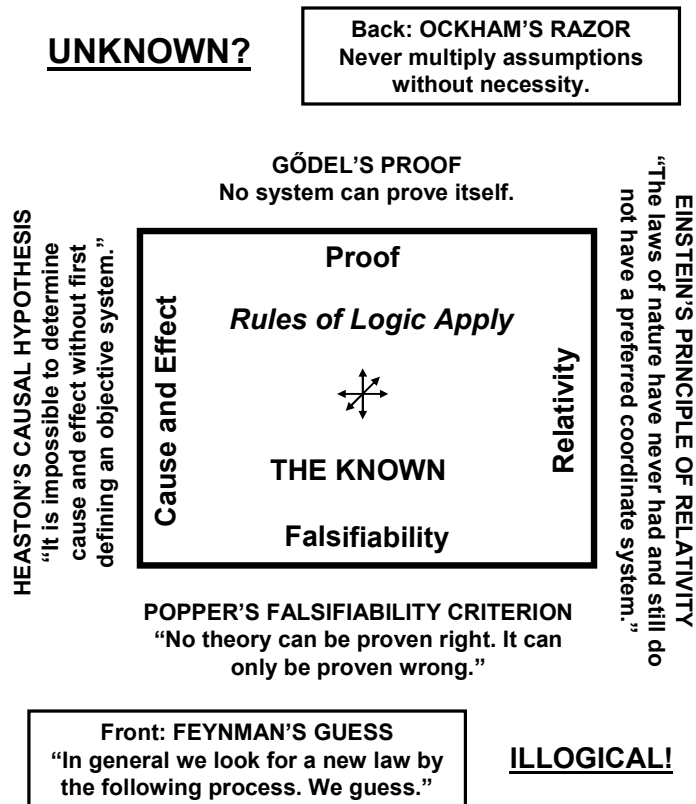 UNKNOWN?
Back: OCKHAM’S RAZOR
Never multiply assumptions
without necessity.
GŐDEL’S PROOF
No system can prove itself.
HEASTON’S CAUSAL HYPOTHESIS
“It is impossible to determine
cause and effect without first
defining an objective system.”
Cause and Effect
Proof
Rules of Logic Apply
THE KNOWN
Falsifiability
Relativity
EINSTEIN’S PRINCIPLE OF RELATIVITY
“The laws of nature have never had and still do
not have a preferred coordinate system.”
POPPER’S FALSIFIABILITY CRITERION
“No theory can be proven right. It can
only be proven wrong.”
Front: FEYNMAN’S GUESS
“In general we look for a new law by
the following process. We guess.”
ILLOGICAL!